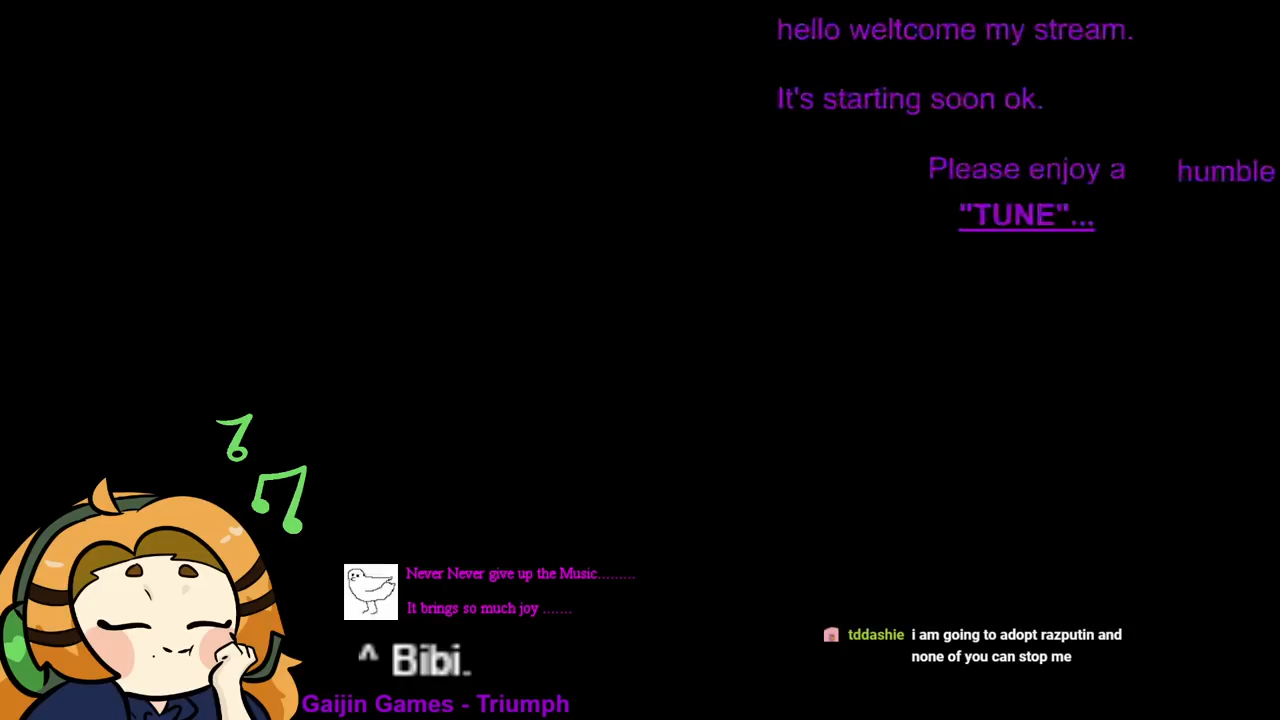 hello weltcome my stream.
It's starting soon ok.
Please enjoy a humble
"TUNE"...
Never Never give up the Music.........
It brings so much joy .......
^ Bibi.
Gaijin Games - Triumph
tddashie i am going to adopt razputin and
none of you can stop me